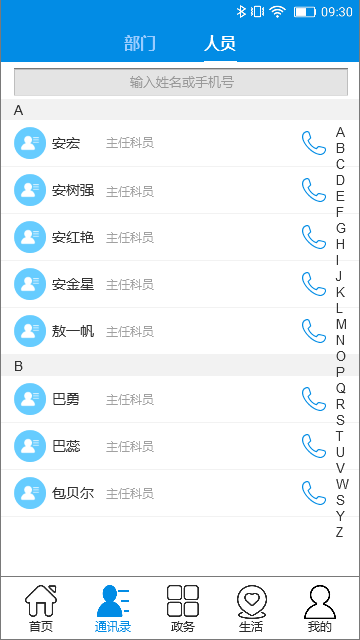 09:30
部门 人员
输入姓名或手机号
A
安宏 主任科员
安树强 主任科员
安红艳 主任科员
安金星 主任科员
敖一帆 主任科员
B
巴勇 主任科员
巴蕊 主任科员
包贝尔 主任科员
A
B
C
D
E
F
G
H
I
J
K
L
M
N
O
P
Q
R
S
T
U
V
W
S
Y
Z
首页 通讯录 政务 生活 我的